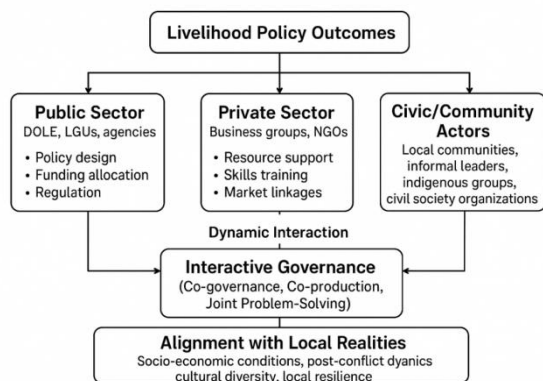 Livelihood Policy Outcomes
Public Sector
DOLE, LGUs, agencies
• Policy design
• Funding allocation
• Regulation
Private Sector
Business groups, NGOs
• Resource support
• Skills training
• Market linkages
Civic/Community
Actors
Local communities,
informal leaders,
indigenous groups,
civil society organizations
Dynamic Interaction
Interactive Governance
(Co-governance, Co-production,
Joint Problem-Solving)
Alignment with Local Realities
Socio-economic conditions, post-conflict dyanics
cultural diversity, local resilience